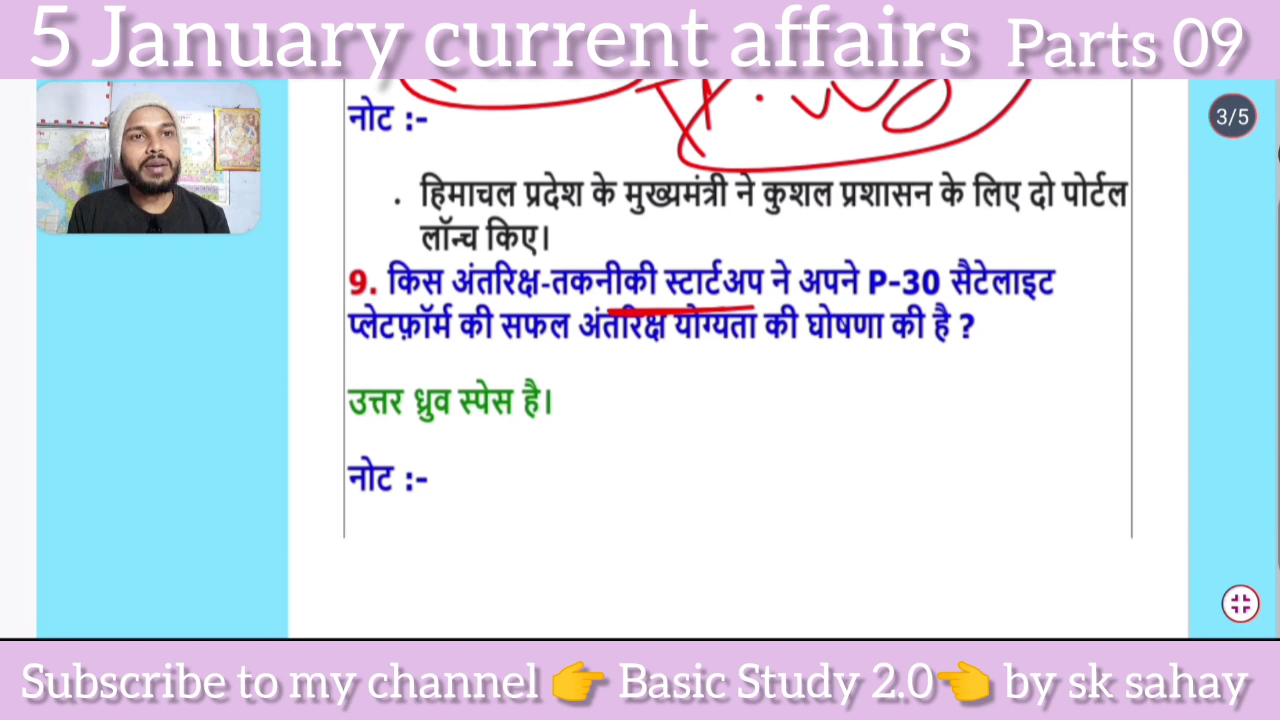 5 January current affairs Parts 09
नोट :-
3/5
. हिमाचल प्रदेश के मुख्यमंत्री ने कुशल प्रशासन के लिए दो पोर्टल
लॉन्च किए।
9. किस अंतरिक्ष-तकनीकी स्टार्टअप ने अपने P-30 सैटेलाइट
प्लेटफ़ॉर्म की सफल अंतरिक्ष योग्यता की घोषणा की है ?
उत्तर ध्रुव स्पेस है।
नोट :-
Subscribe to my channel 👉 Basic Study 2.0👈 by sk sahay